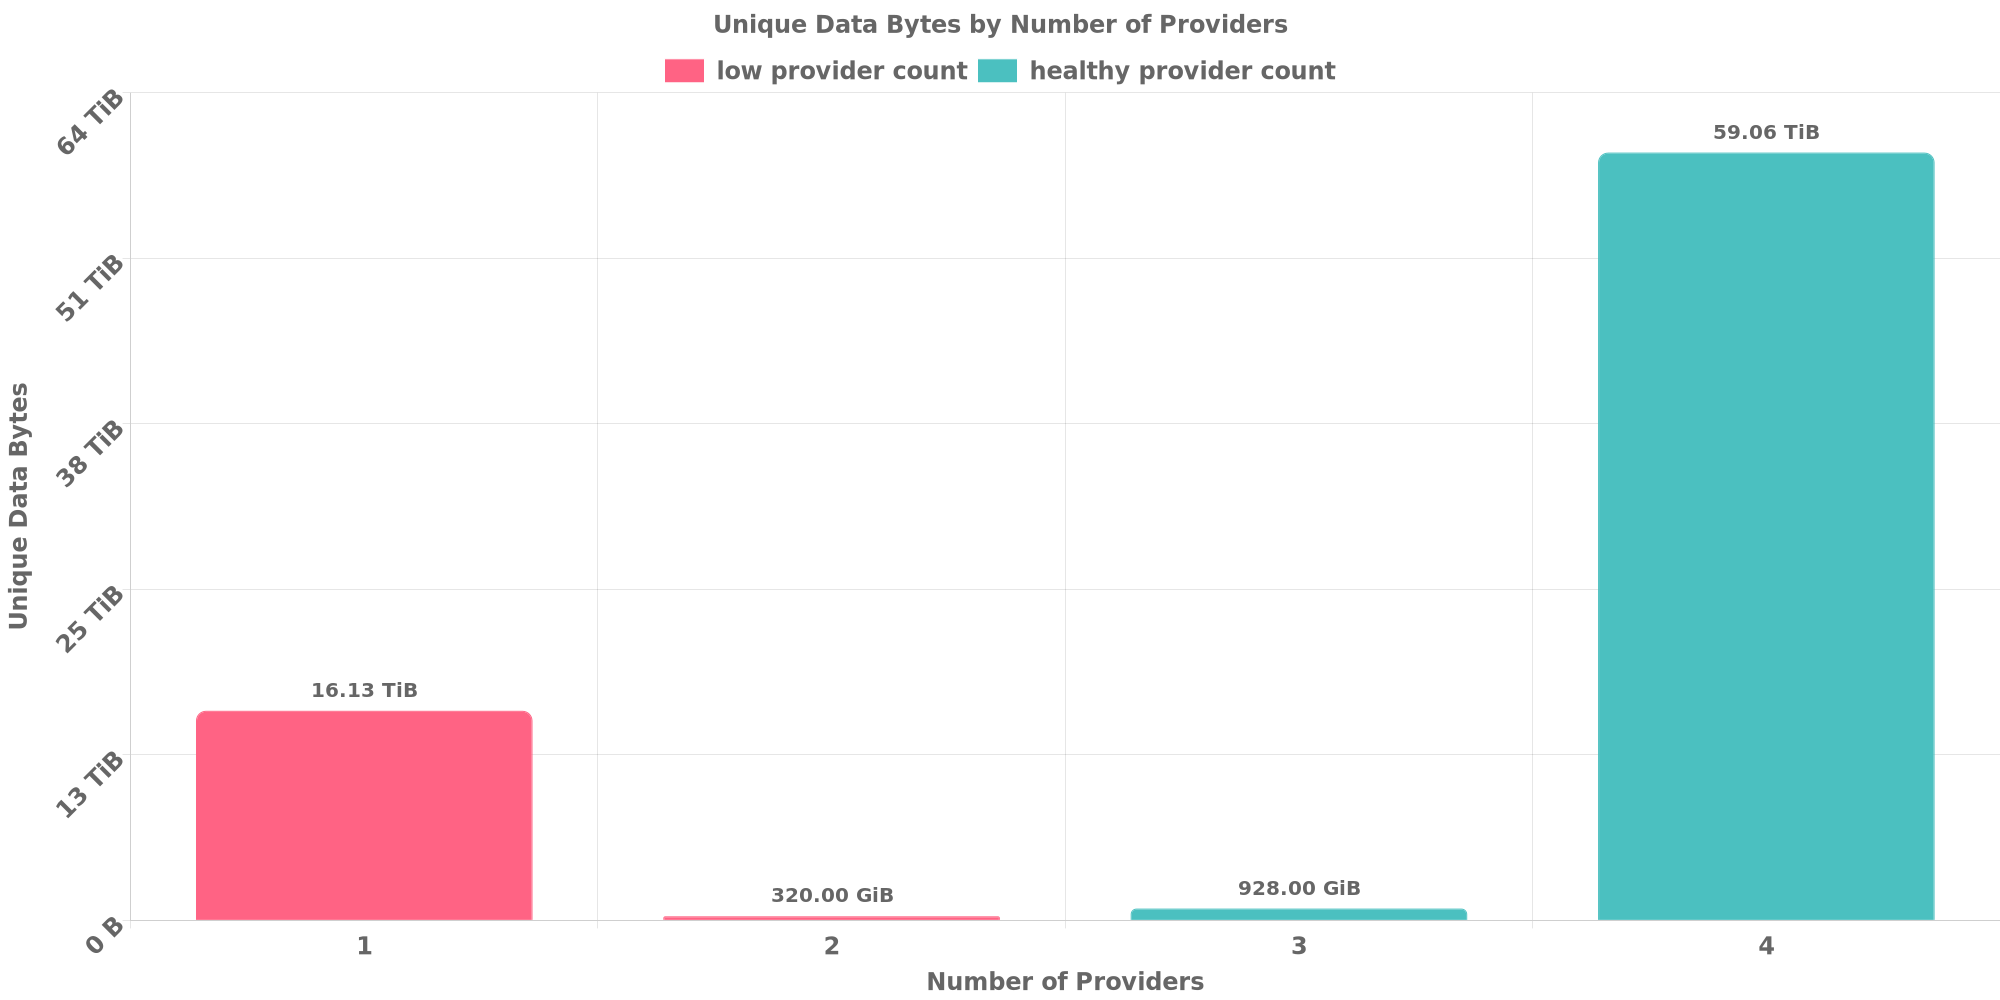 Unique Data Bytes by Number of Providers
low provider count
healthy provider count
64 TiB
51 TiB
38 TiB
25 TiB
13 TiB
0 B
Unique Data Bytes
16.13 TiB
320.00 GiB
928.00 GiB
59.06 TiB
1
2
3
4
Number of Providers